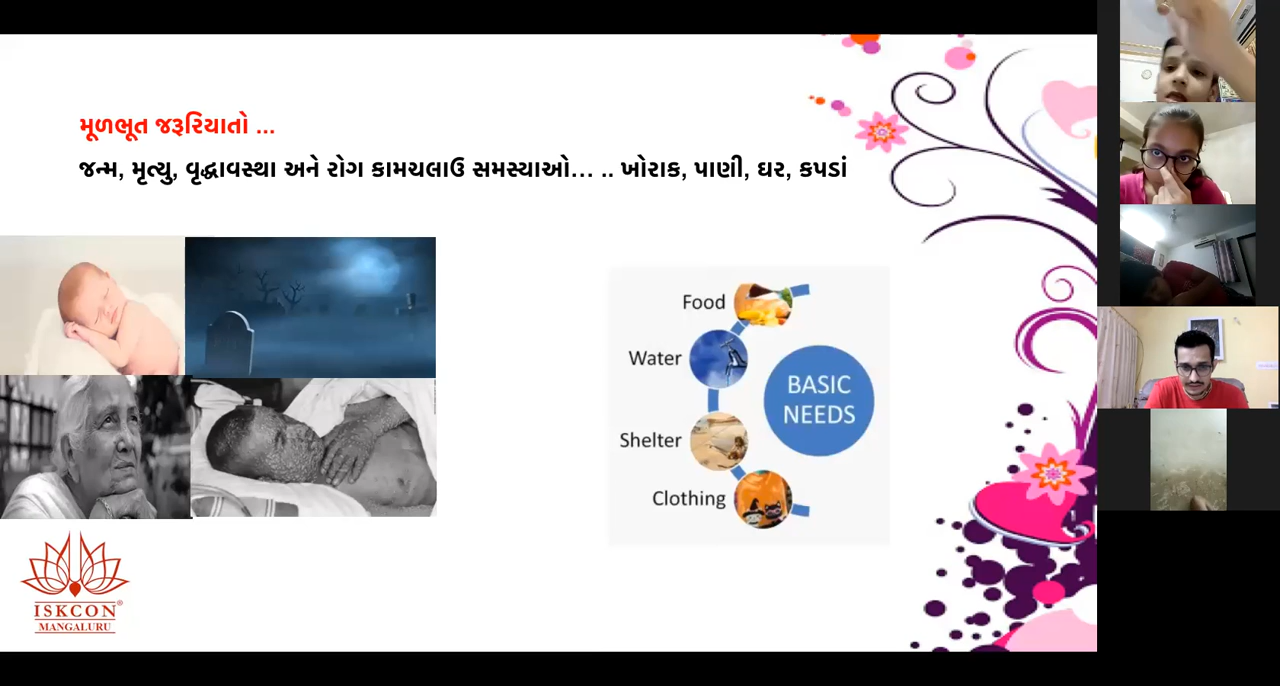 મૂળભૂત જરૂરિયાતો ...
જન્મ, મૃત્યુ, વૃદ્ધાવસ્થા અને રોગ કામચલાઉ સમસ્યાઓ... .. ખોરાક, પાણી, ઘર, કપડાં
Food
Water
Shelter
Clothing
BASIC
NEEDS
ISKCON®
MANGALURU